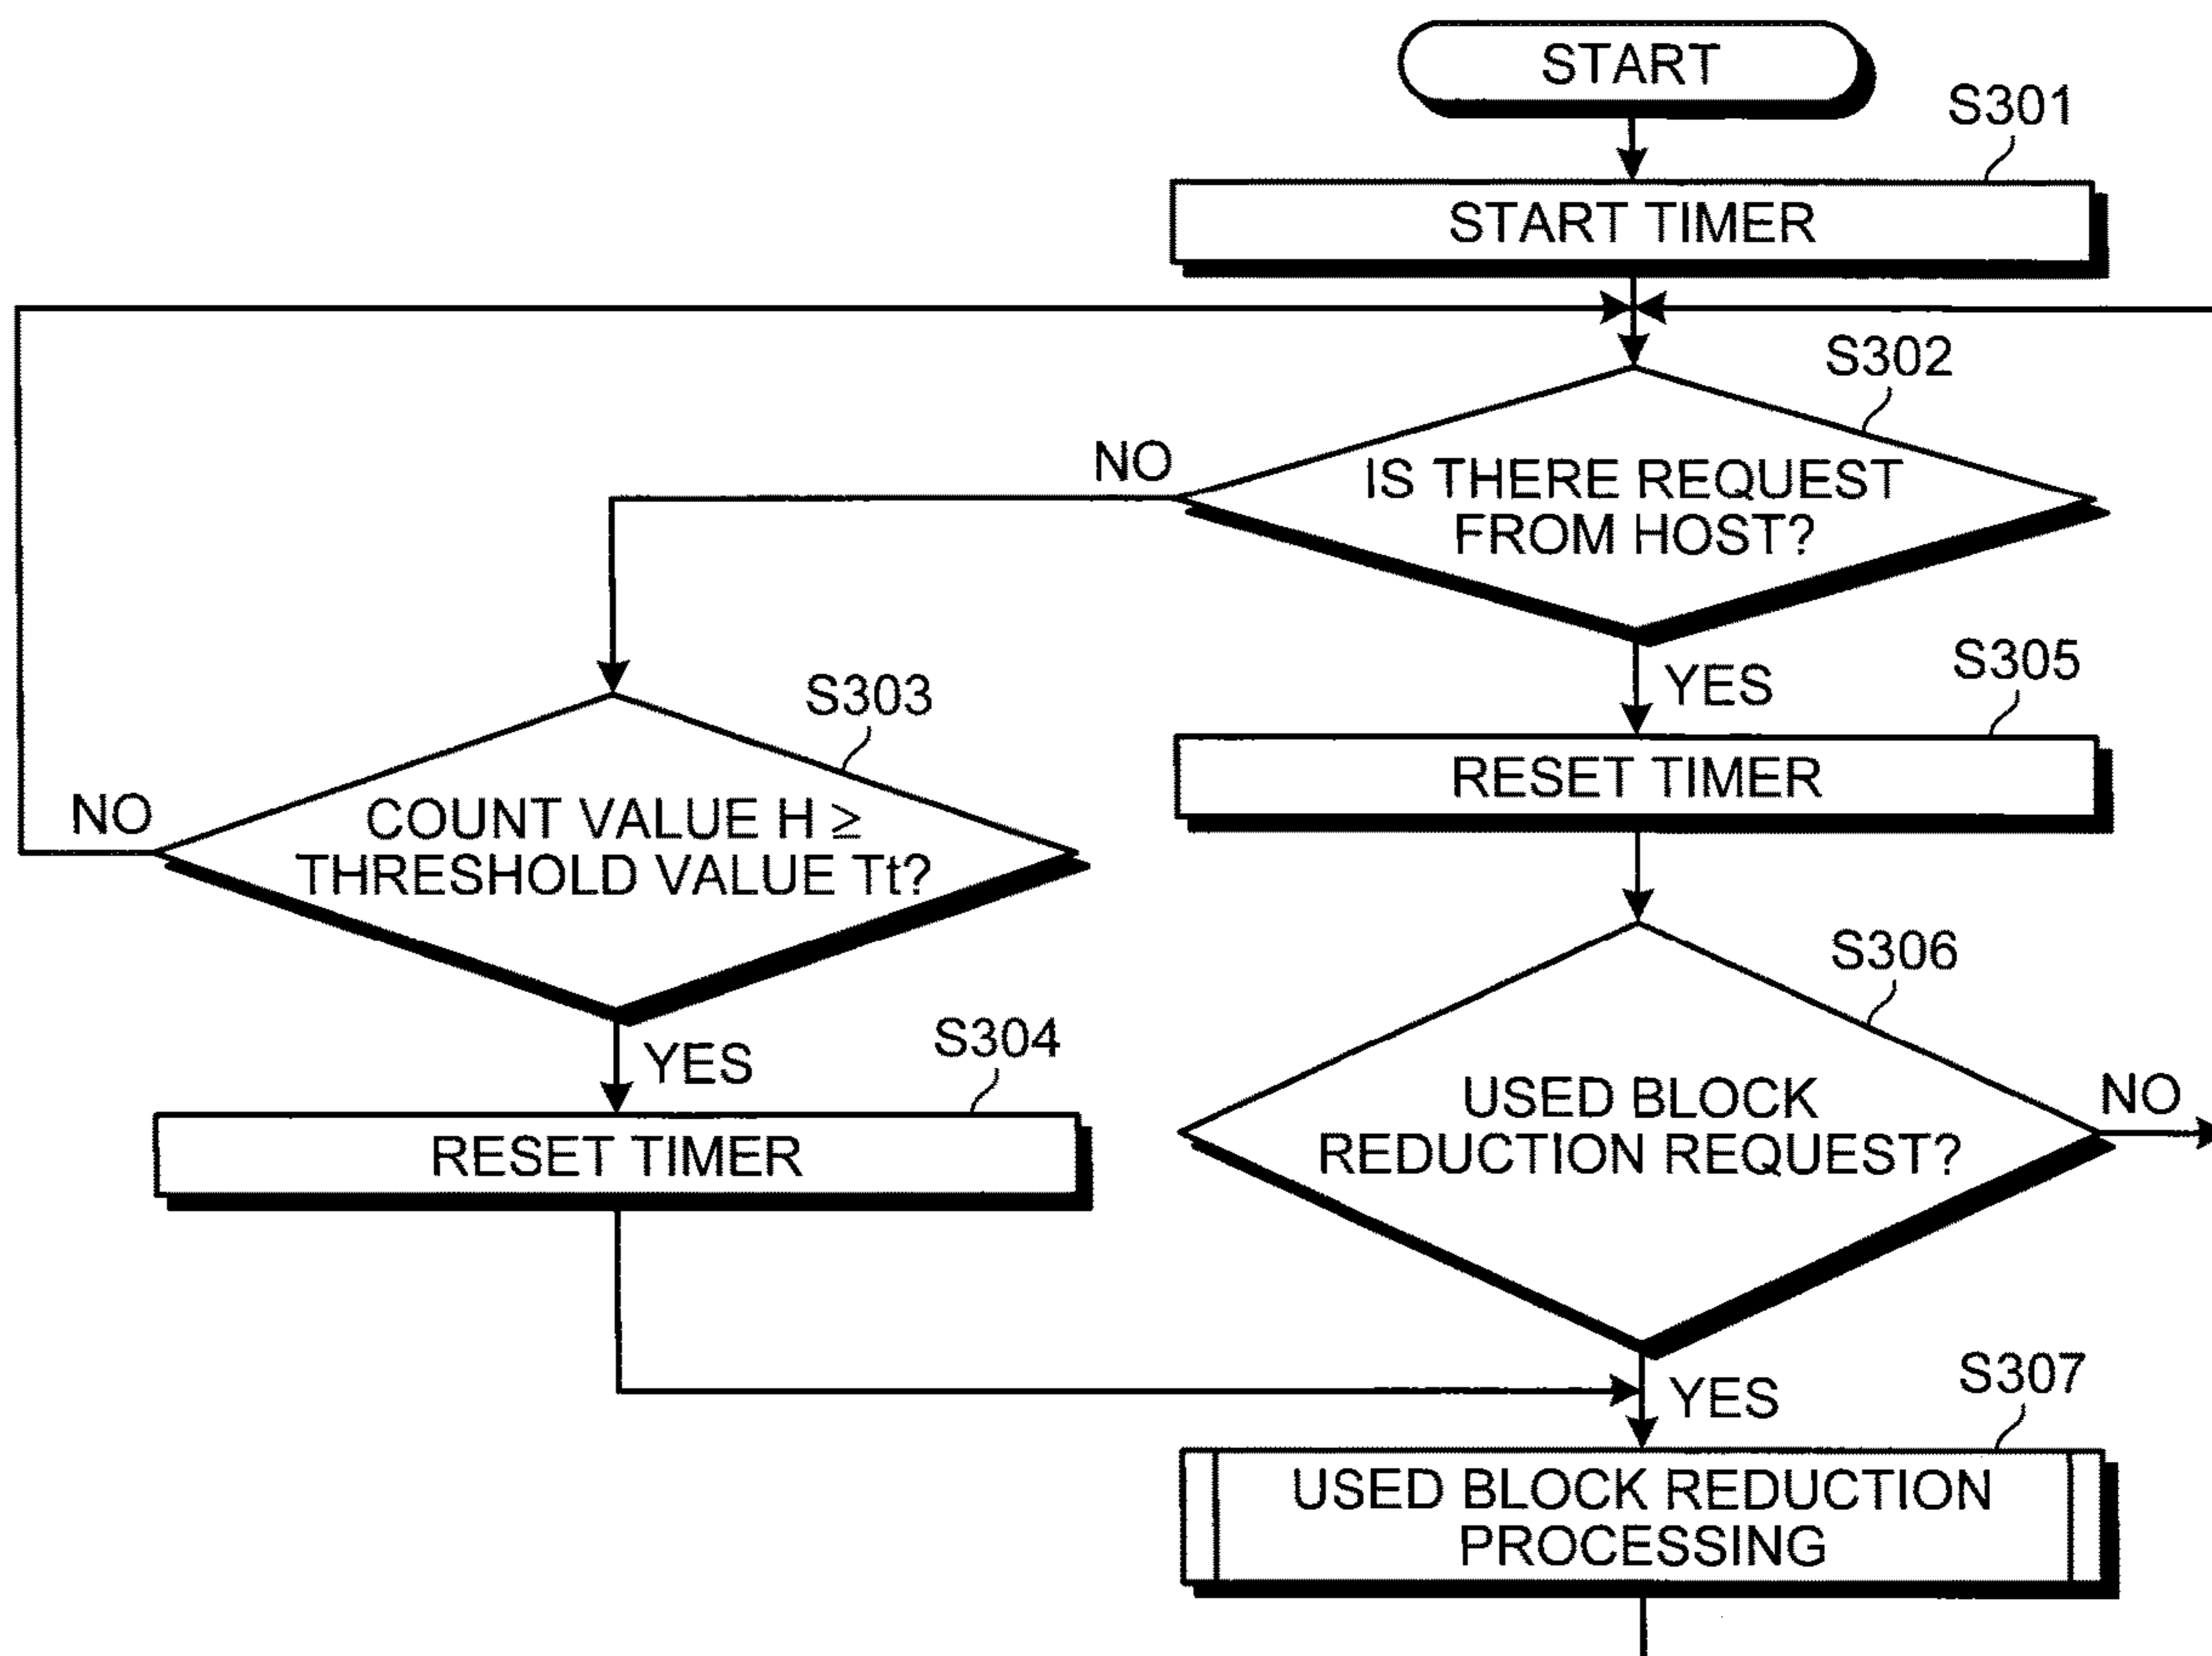 START
S301
START TIMER
S302
NO
IS THERE REQUEST
FROM HOST?
S305
YES
S303
RESET TIMER
NO
COUNT VALUE H ≥
THRESHOLD VALUE Tt?
S306
S304
YES
USED BLOCK
REDUCTION REQUEST?
NO
RESET TIMER
S307
YES
USED BLOCK REDUCTION
PROCESSING